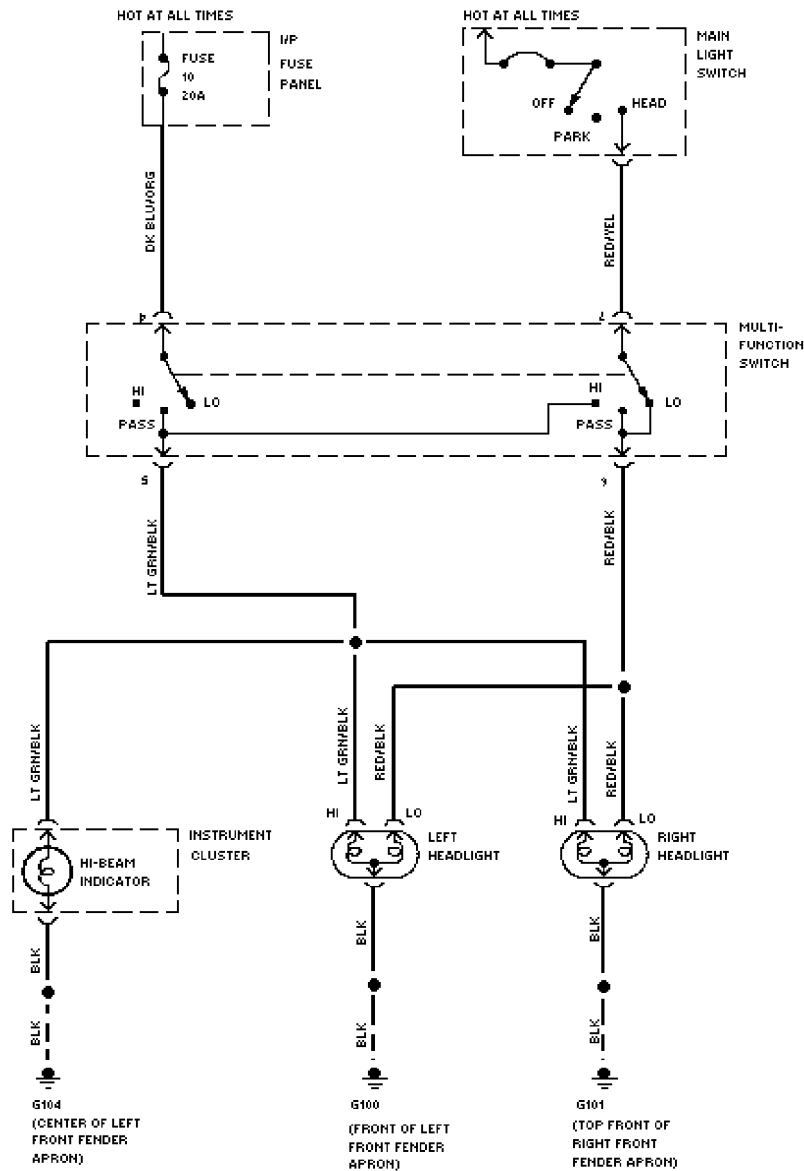 HOT AT ALL TIMES
HOT AT ALL TIMES
I/P
FUSE
PANEL
FUSE
10
20A
MAIN
LIGHT
SWITCH
OFF
HEAD
PARK
DK BLU/ORG
RED/YEL
7
MULTI-
FUNCTION
SWITCH
HI
LO
PASS
HI
LO
PASS
5
LT GRN/BLK
RED/BLK
LT GRN/BLK
LT GRN/BLK
RED/BLK
LT GRN/BLK
RED/BLK
HI
LO
HI
LO
INSTRUMENT
CLUSTER
HI-BEAM
INDICATOR
LEFT
HEADLIGHT
RIGHT
HEADLIGHT
BLK
BLK
BLK
BLK
BLK
BLK
G104
(CENTER OF LEFT
FRONT FENDER
APRON)
G100
(FRONT OF LEFT
FRONT FENDER
APRON)
G101
(TOP FRONT OF
RIGHT FRONT
FENDER APRON)